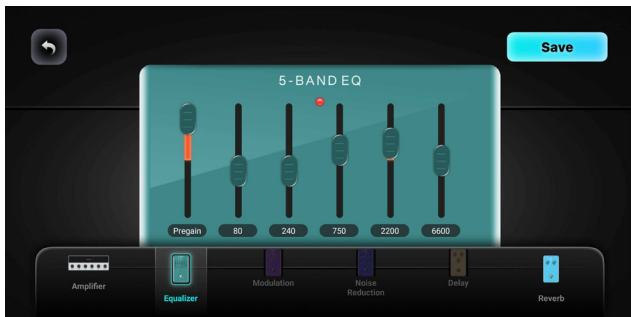 Save
5-BAND EQ
Pregain 80 240 750 2200 6600
Amplifier
Equalizer
Modulation
Noise
Reduction
Delay
Reverb